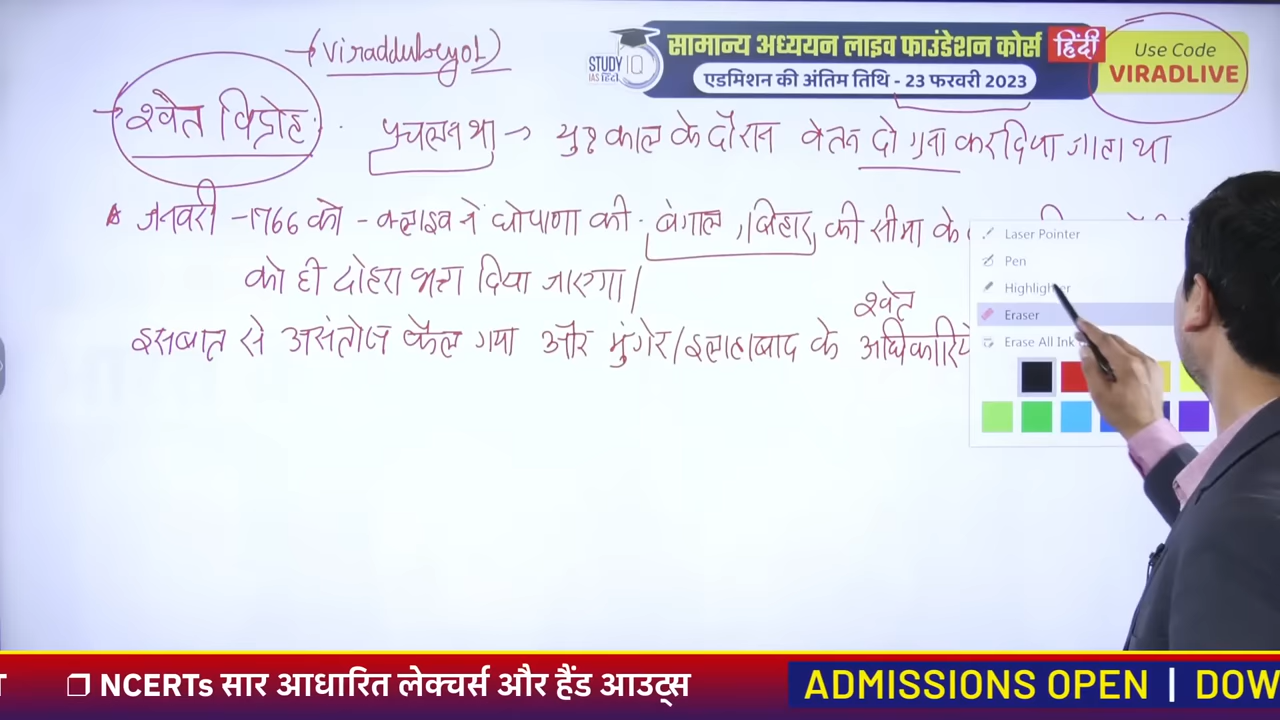 (viraddubey01)
STUDY IQ
IAS हिंदी
सामान्य अध्ययन लाइव फाउंडेशन कोर्स हिंदी
एडमिशन की अंतिम तिथि - 23 फरवरी 2023
Use Code
VIRADLIVE
श्वेत विद्रोह
प्रचलन था → युद्ध काल के दौरान वेतन दो गुना कर दिया जाता था
जनवरी - 1766 को - क्लाइव ने घोषणा की बंगाल, बिहार की सीमा के
को ही दोहरा भत्ता दिया जाएगा|
श्वेत
इस बात से असंतोष फैल गया और मुंगेर/इलाहाबाद के
Laser Pointer
Pen
Highlighter
Eraser
Erase All Ink
❒ NCERTs सार आधारित लेक्चर्स और हैंड आउट्स
ADMISSIONS OPEN |